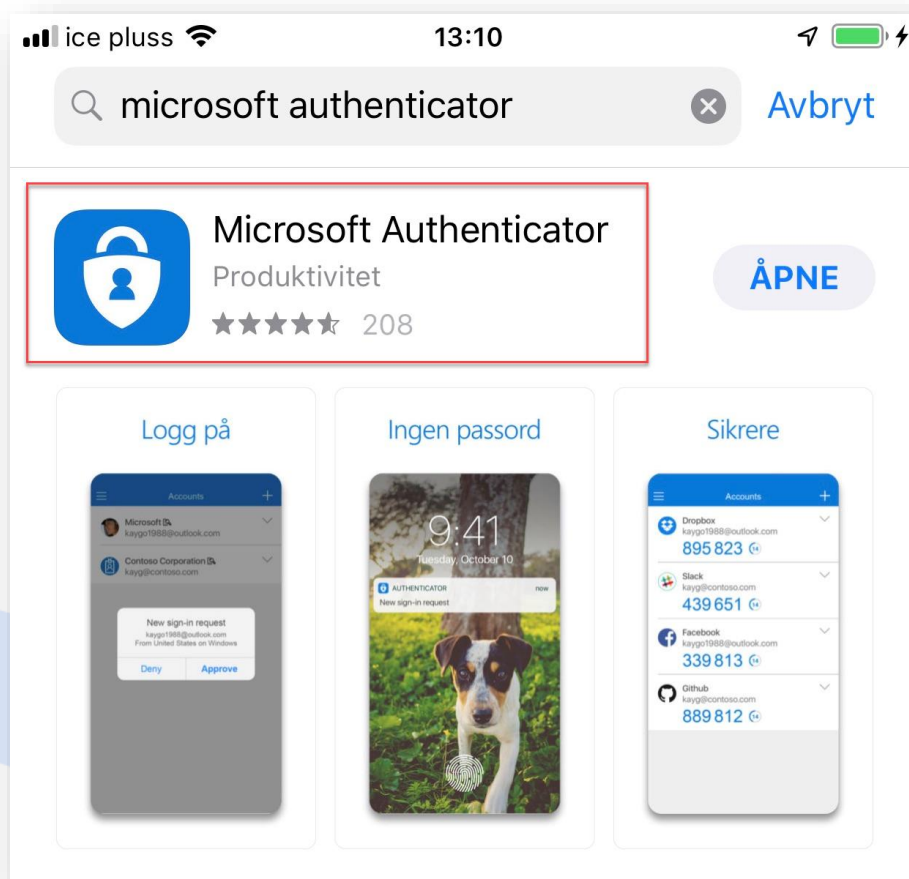 ice pluss
13:10
microsoft authenticator
Avbryt
Microsoft Authenticator
Produktivitet
208
ÅPNE
Logg på
Accounts
Microsoft
kaygo1988@outlook.com
Contoso Corporation
kayg@contoso.com
New sign-in request
kaygo1988@outlook.com
From United States on Windows
Deny
Approve
Ingen passord
9:41
Tuesday, October 10
AUTHENTICATOR
now
New sign-in request
Sikrere
Accounts
Dropbox
kaygo1988@outlook.com
895 823
14
Slack
kayg@contoso.com
439 651
14
Facebook
kaygo1988@outlook.com
339 813
14
Github
kayg@contoso.com
889 812
14